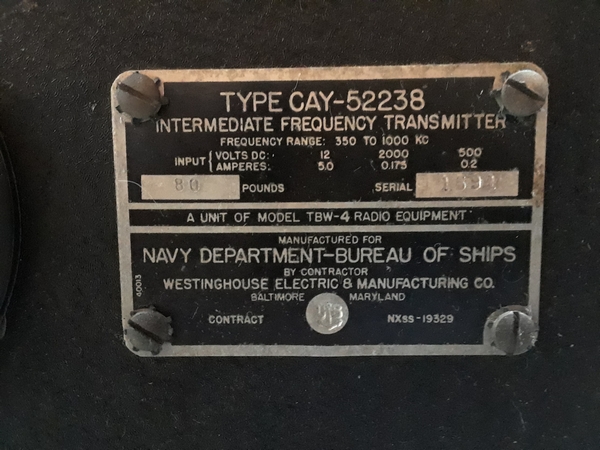 TYPE CAY-52238
INTERMEDIATE FREQUENCY TRANSMITTER
FREQUENCY RANGE: 350 TO 1000 KC
INPUT { VOLTS DC: 12 2000 500
AMPERES: 5.0 0.175 0.2
80 POUNDS SERIAL 1391
A UNIT OF MODEL TBW-4 RADIO EQUIPMENT
MANUFACTURED FOR
NAVY DEPARTMENT-BUREAU OF SHIPS
BY CONTRACTOR
WESTINGHOUSE ELECTRIC & MANUFACTURING CO.
BALTIMORE MARYLAND
CONTRACT NXss-19329
40013